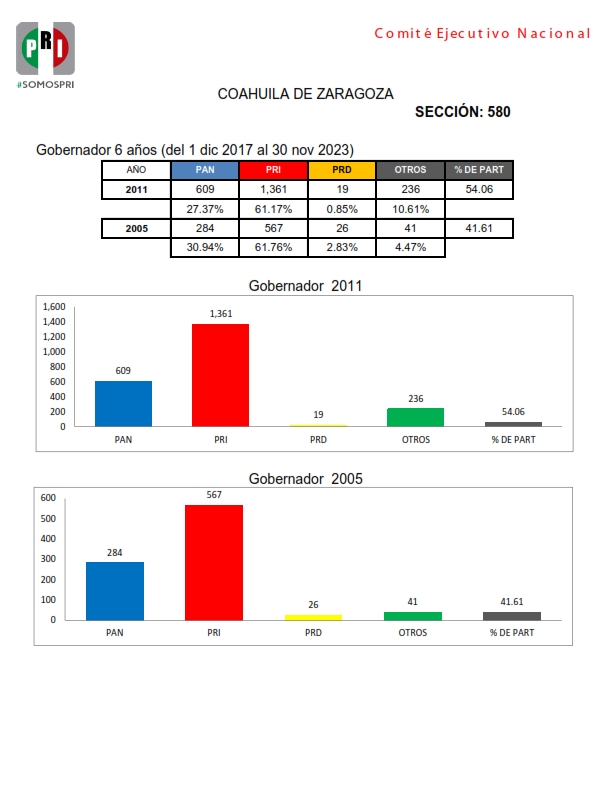 Comité Ejecutivo Nacional
PRI
#SOMOSPRI
COAHUILA DE ZARAGOZA
SECCIÓN: 580
Gobernador 6 años (del 1 dic 2017 al 30 nov 2023)
AÑO PAN PRI PRD OTROS % DE PART
2011 609 1,361 19 236 54.06
27.37% 61.17% 0.85% 10.61%
2005 284 567 26 41 41.61
30.94% 61.76% 2.83% 4.47%
Gobernador 2011
1,600
1,400
1,200
1,000
800
600
400
200
0
609
1,361
19
236
54.06
PAN PRI PRD OTROS % DE PART
Gobernador 2005
600
500
400
300
200
100
0
284
567
26
41
41.61
PAN PRI PRD OTROS % DE PART